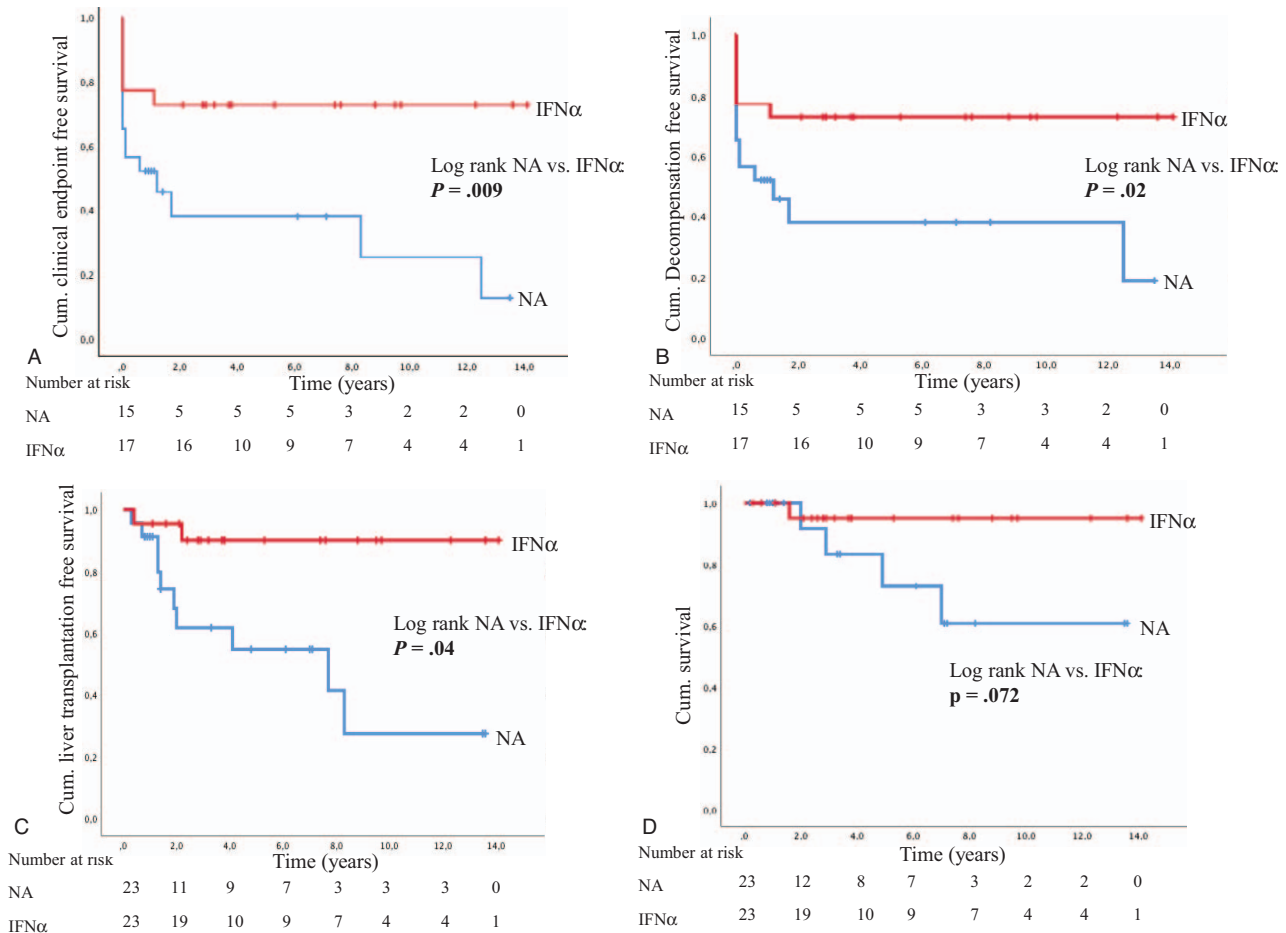 Cum. clinical endpoint free survival
1,0
0,8
0,6
0,4
0,2
0,0
IFNα
Log rank NA vs. IFNα:
P = .009
NA
A
,0 2,0 4,0 6,0 8,0 10,0 12,0 14,0
Number at risk
Time (years)
NA 15 5 5 5 3 2 2 0
IFNα 17 16 10 9 7 4 4 1
Cum. Decompensation free survival
1,0
0,8
0,6
0,4
0,2
0,0
IFNα
Log rank NA vs. IFNα:
P = .02
NA
B
,0 2,0 4,0 6,0 8,0 10,0 12,0 14,0
Number at risk
Time (years)
NA 15 5 5 5 3 3 2 0
IFNα 17 16 10 9 7 4 4 1
Cum. liver transplantation free survival
1,0
0,8
0,6
0,4
0,2
0,0
IFNα
Log rank NA vs. IFNα:
P = .04
NA
C
,0 2,0 4,0 6,0 8,0 10,0 12,0 14,0
Number at risk
Time (years)
NA 23 11 9 7 3 3 3 0
IFNα 23 19 10 9 7 4 4 1
Cum. survival
1,0
0,8
0,6
0,4
0,2
0,0
IFNα
NA
Log rank NA vs. IFNα:
p = .072
D
,0 2,0 4,0 6,0 8,0 10,0 12,0 14,0
Number at risk
Time (years)
NA 23 12 8 7 3 2 2 0
IFNα 23 19 10 9 7 4 4 1